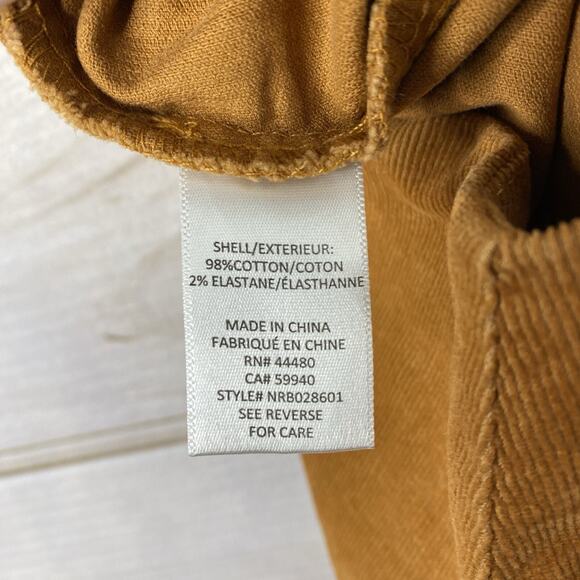 SHELL/EXTERIEUR:
98%COTTON/COTON
2% ELASTANE/ÉLASTHANNE
MADE IN CHINA
FABRIQUÉ EN CHINE
RN# 44480
CA# 59940
STYLE# NRB028601
SEE REVERSE
FOR CARE